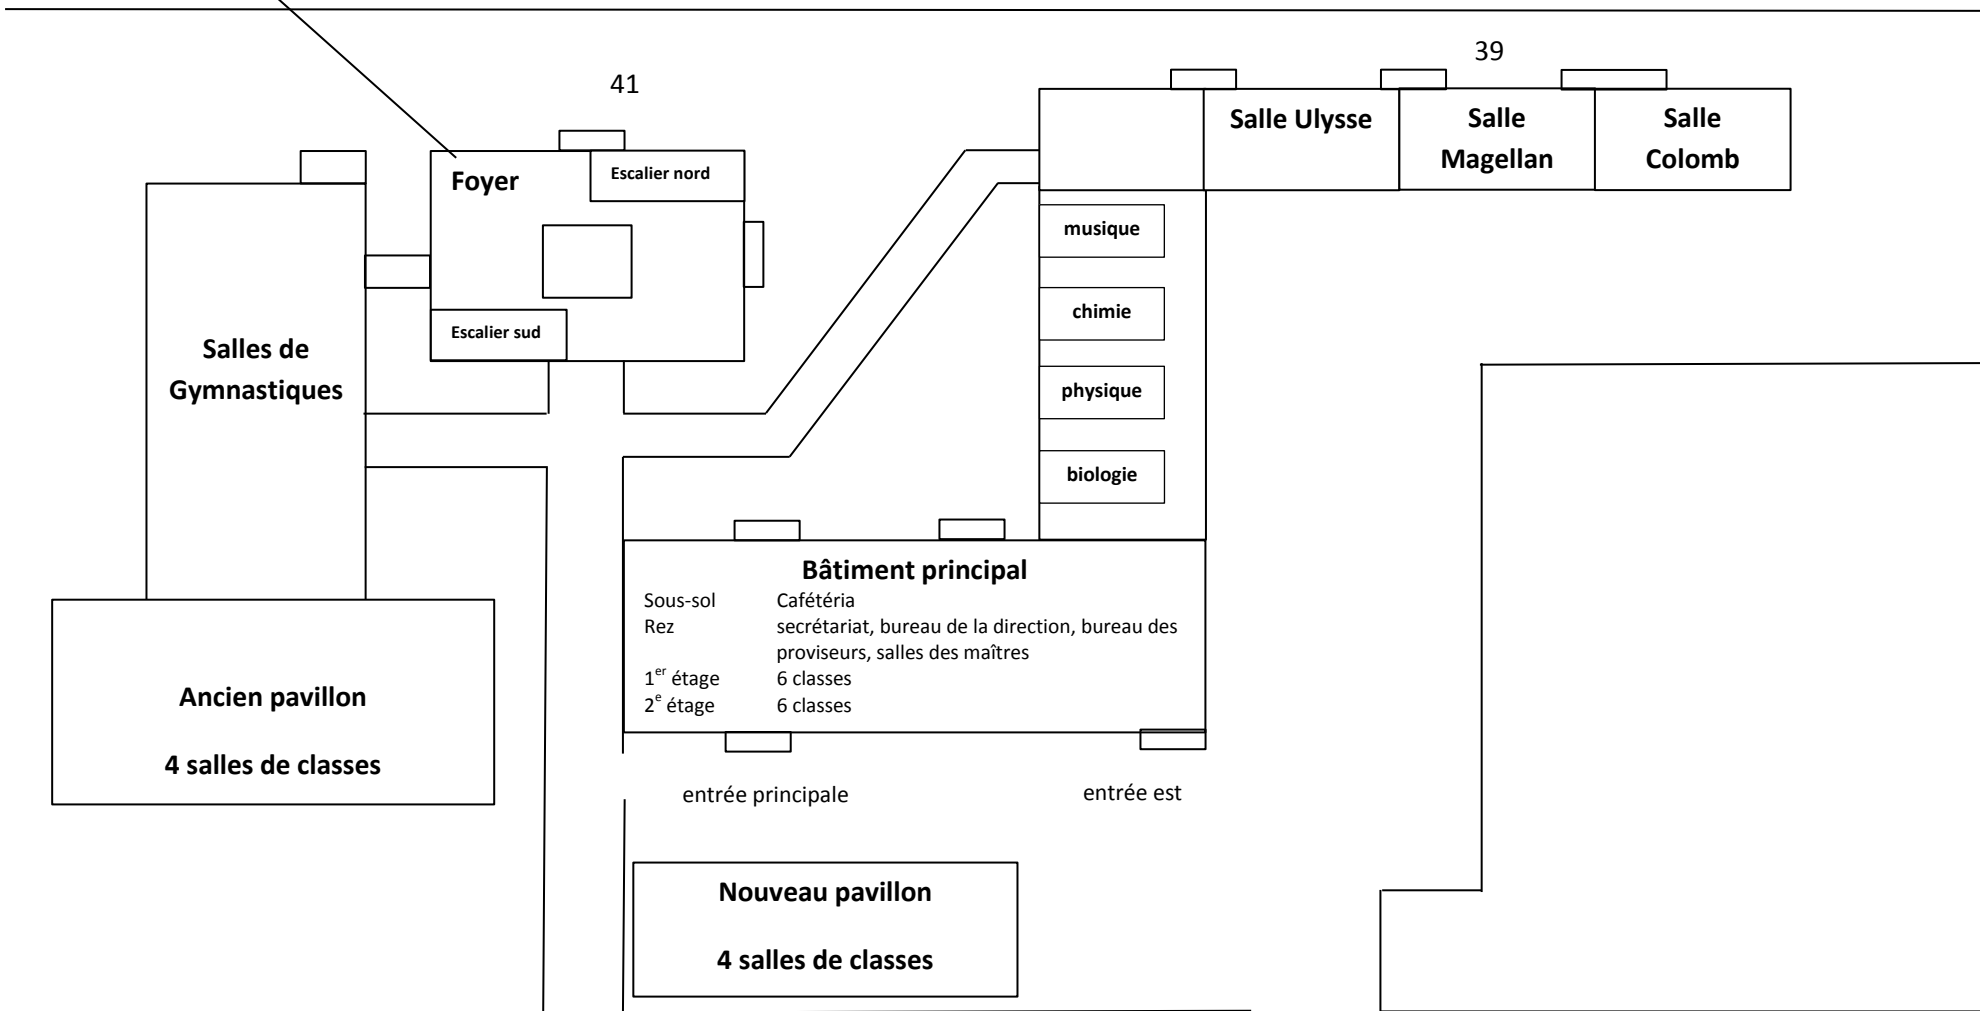 39
41
Salle Ulysse
Salle
Magellan
Salle
Colomb
Foyer
Escalier nord
musique
chimie
Escalier sud
Salles de
Gymnastiques
physique
biologie
Bâtiment principal
Sous-sol Cafétéria
Rez secrétariat, bureau de la direction, bureau des
proviseurs, salles des maîtres
1er étage 6 classes
2e étage 6 classes
Ancien pavillon
4 salles de classes
entrée principale
entrée est
Nouveau pavillon
4 salles de classes